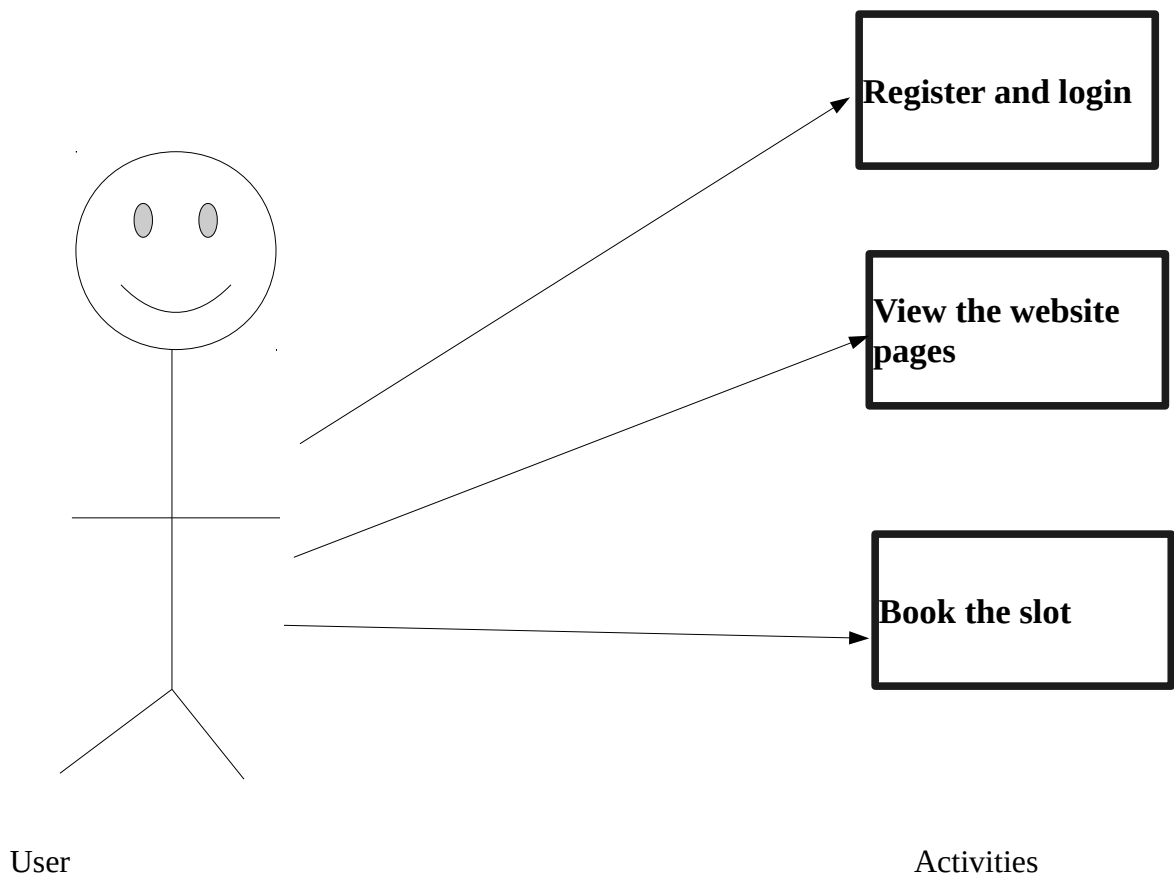 Register and login
View the website
pages
Book the slot
User
Activities